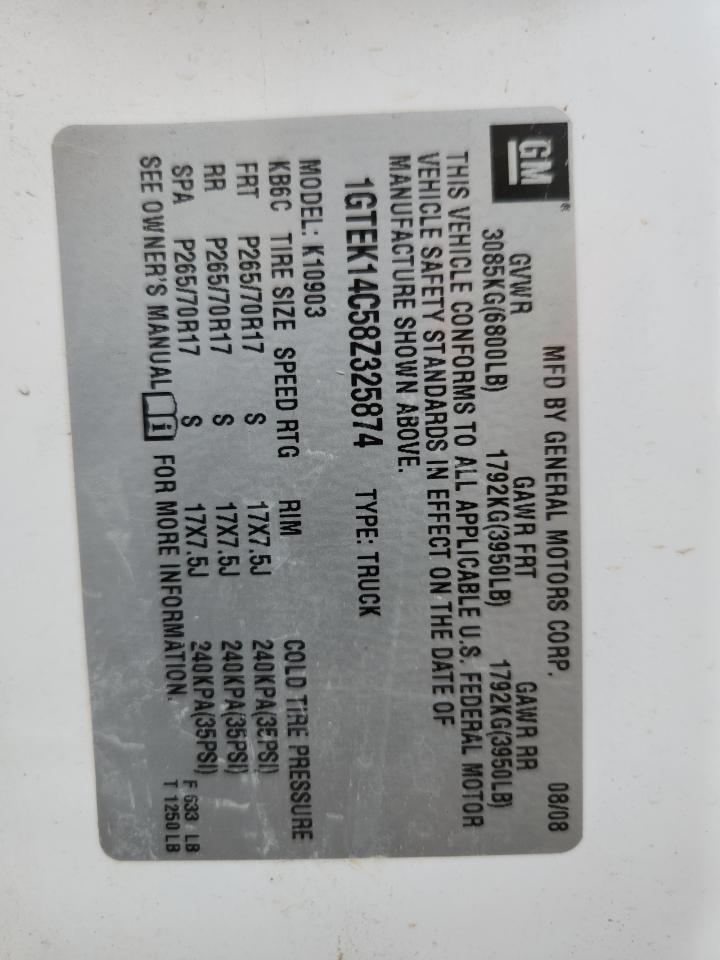 GM®
MFD BY GENERAL MOTORS CORP. 08/08
GVWR GAWR FRT GAWR RR
3085KG(6800LB) 1792KG(3950LB) 1792KG(3950LB)
THIS VEHICLE CONFORMS TO ALL APPLICABLE U.S. FEDERAL MOTOR
VEHICLE SAFETY STANDARDS IN EFFECT ON THE DATE OF
MANUFACTURE SHOWN ABOVE.
1GTEK14C58Z325874 TYPE: TRUCK
MODEL: K10903
KB6C TIRE SIZE SPEED RTG RIM COLD TIRE PRESSURE
FRT P265/70R17 S 17X7.5J 240KPA(35PSI)
RR P265/70R17 S 17X7.5J 240KPA(35PSI)
SPA P265/70R17 S 17X7.5J 240KPA(35PSI)
SEE OWNER'S MANUAL i FOR MORE INFORMATION.
F 633 LB
T 1250LB